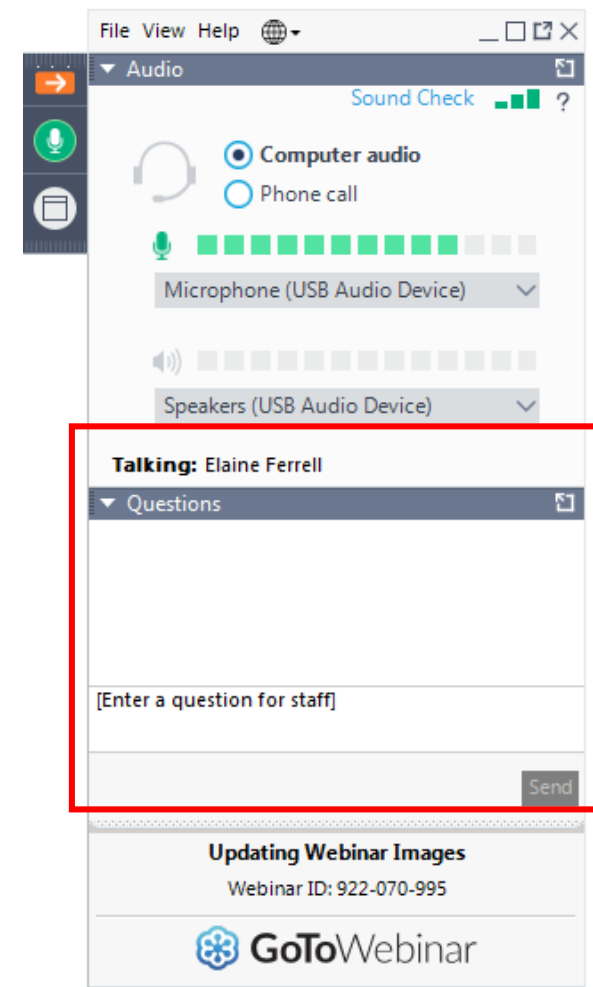 File View Help
Audio
Sound Check ?
Computer audio
Phone call
Microphone (USB Audio Device)
Speakers (USB Audio Device)
Talking: Elaine Ferrell
Questions
[Enter a question for staff]
Send
Updating Webinar Images
Webinar ID: 922-070-995
GoToWebinar